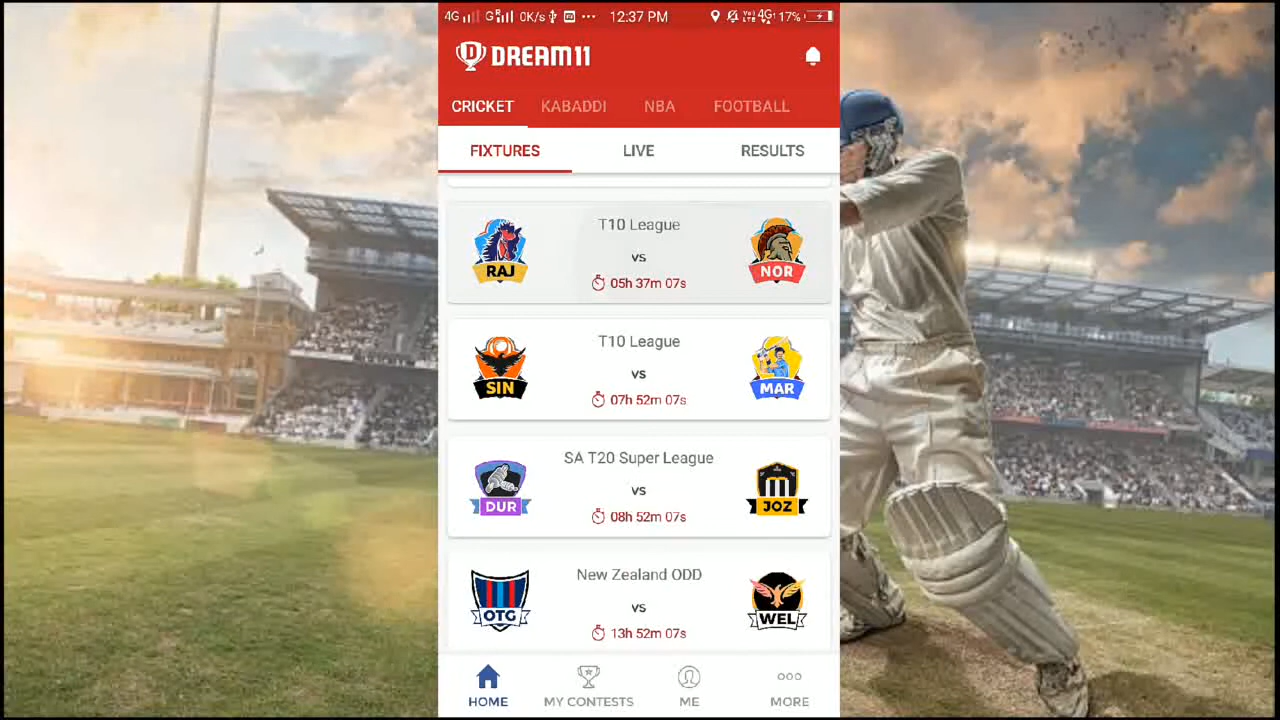 4G 0K/s ... 12:37 PM 4G 17%
DREAM11
CRICKET KABADDI NBA FOOTBALL
FIXTURES LIVE RESULTS
T10 League
RAJ vs NOR
05h 37m 07s
T10 League
SIN vs MAR
07h 52m 07s
SA T20 Super League
DUR vs JOZ
08h 52m 07s
New Zealand ODD
OTG vs WEL
13h 52m 07s
HOME MY CONTESTS ME MORE